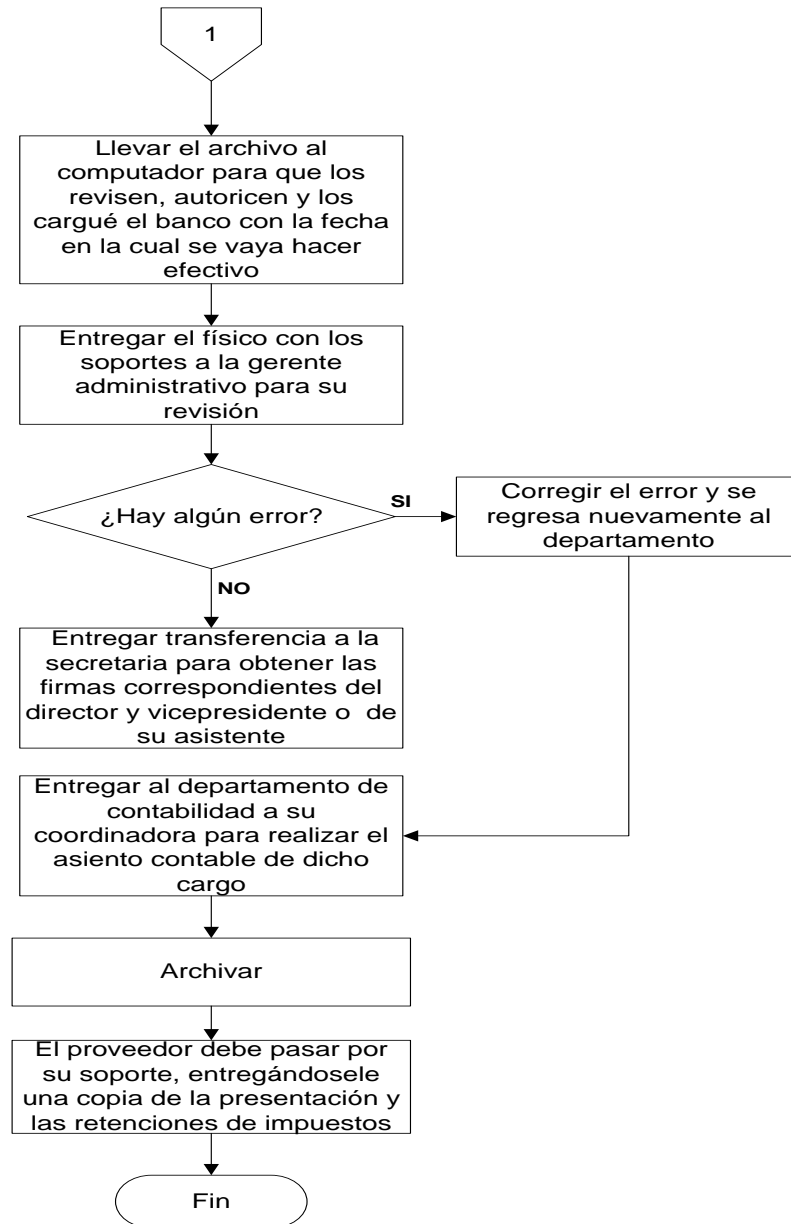 1
Llevar el archivo al
computador para que los
revisen, autoricen y los
cargué el banco con la fecha
en la cual se vaya hacer
efectivo
Entregar el físico con los
soportes a la gerente
administrativo para su
revisión
¿Hay algún error?
SI
Corregir el error y se
regresa nuevamente al
departamento
NO
Entregar transferencia a la
secretaria para obtener las
firmas correspondientes del
director y vicepresidente o de
su asistente
Entregar al departamento de
contabilidad a su
coordinadora para realizar el
asiento contable de dicho
cargo
Archivar
El proveedor debe pasar por
su soporte, entregándosele
una copia de la presentación y
las retenciones de impuestos
Fin